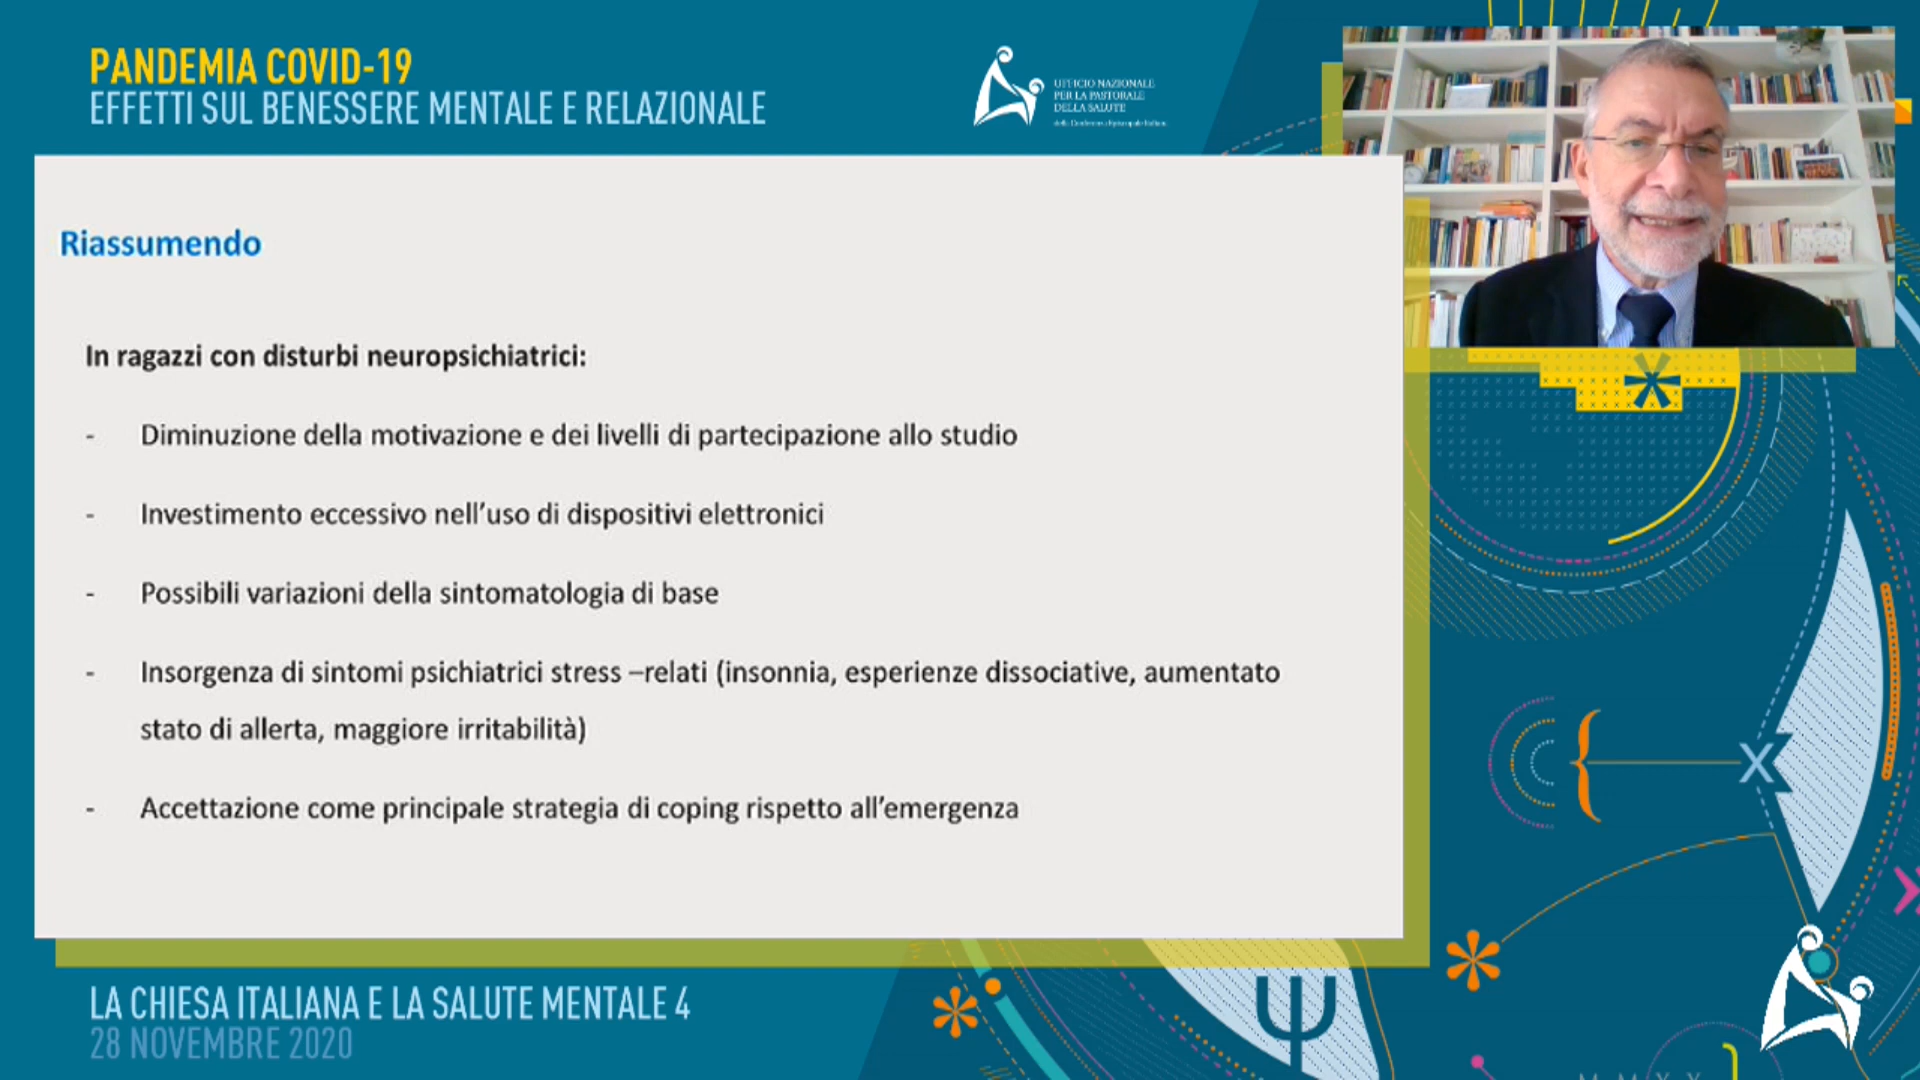 PANDEMIA COVID-19
EFFETTI SUL BENESSERE MENTALE E RELAZIONALE
UFFICIO NAZIONALE
PER LA PASTORALE
DELLA SALUTE
della Conferenza Episcopale Italiana
Riassumendo
In ragazzi con disturbi neuropsichiatrici:
- Diminuzione della motivazione e dei livelli di partecipazione allo studio
- Investimento eccessivo nell'uso di dispositivi elettronici
- Possibili variazioni della sintomatologia di base
- Insorgenza di sintomi psichiatrici stress –relati (insonnia, esperienze dissociative, aumentato
stato di allerta, maggiore irritabilità)
- Accettazione come principale strategia di coping rispetto all'emergenza
X
Ψ
LA CHIESA ITALIANA E LA SALUTE MENTALE 4
28 NOVEMBRE 2020